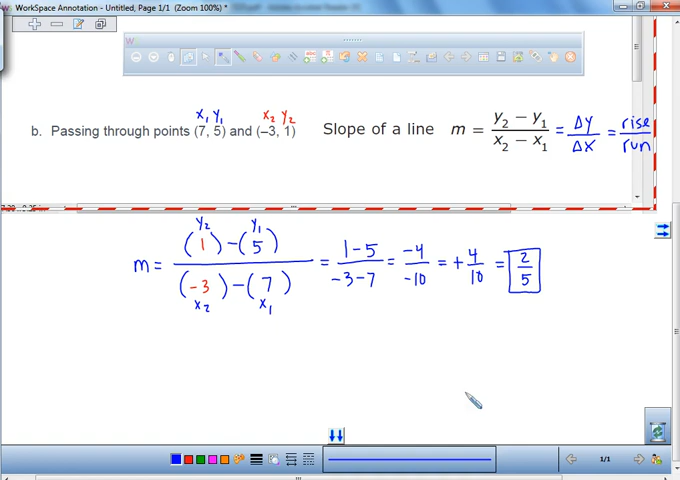 WorkSpace Annotation - Untitled, Page 1/1 (Zoom 100%) *
x₁ y₁ x₂ y₂
b. Passing through points (7, 5) and (–3, 1)
Slope of a line m = (y₂ − y₁)/(x₂ − x₁) = Δy/Δx = rise/run
y₂ y₁
m = ((1) − (5))/((-3) − (7)) = (1 − 5)/(-3 − 7) = -4/-10 = +4/10 = 2/5
x₂ x₁
1/1